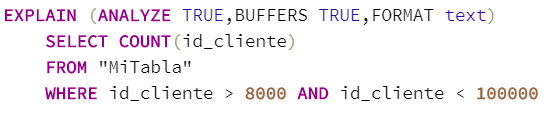 EXPLAIN (ANALYZE TRUE,BUFFERS TRUE,FORMAT text)
SELECT COUNT(id_cliente)
FROM "MiTabla"
WHERE id_cliente > 8000 AND id_cliente < 100000